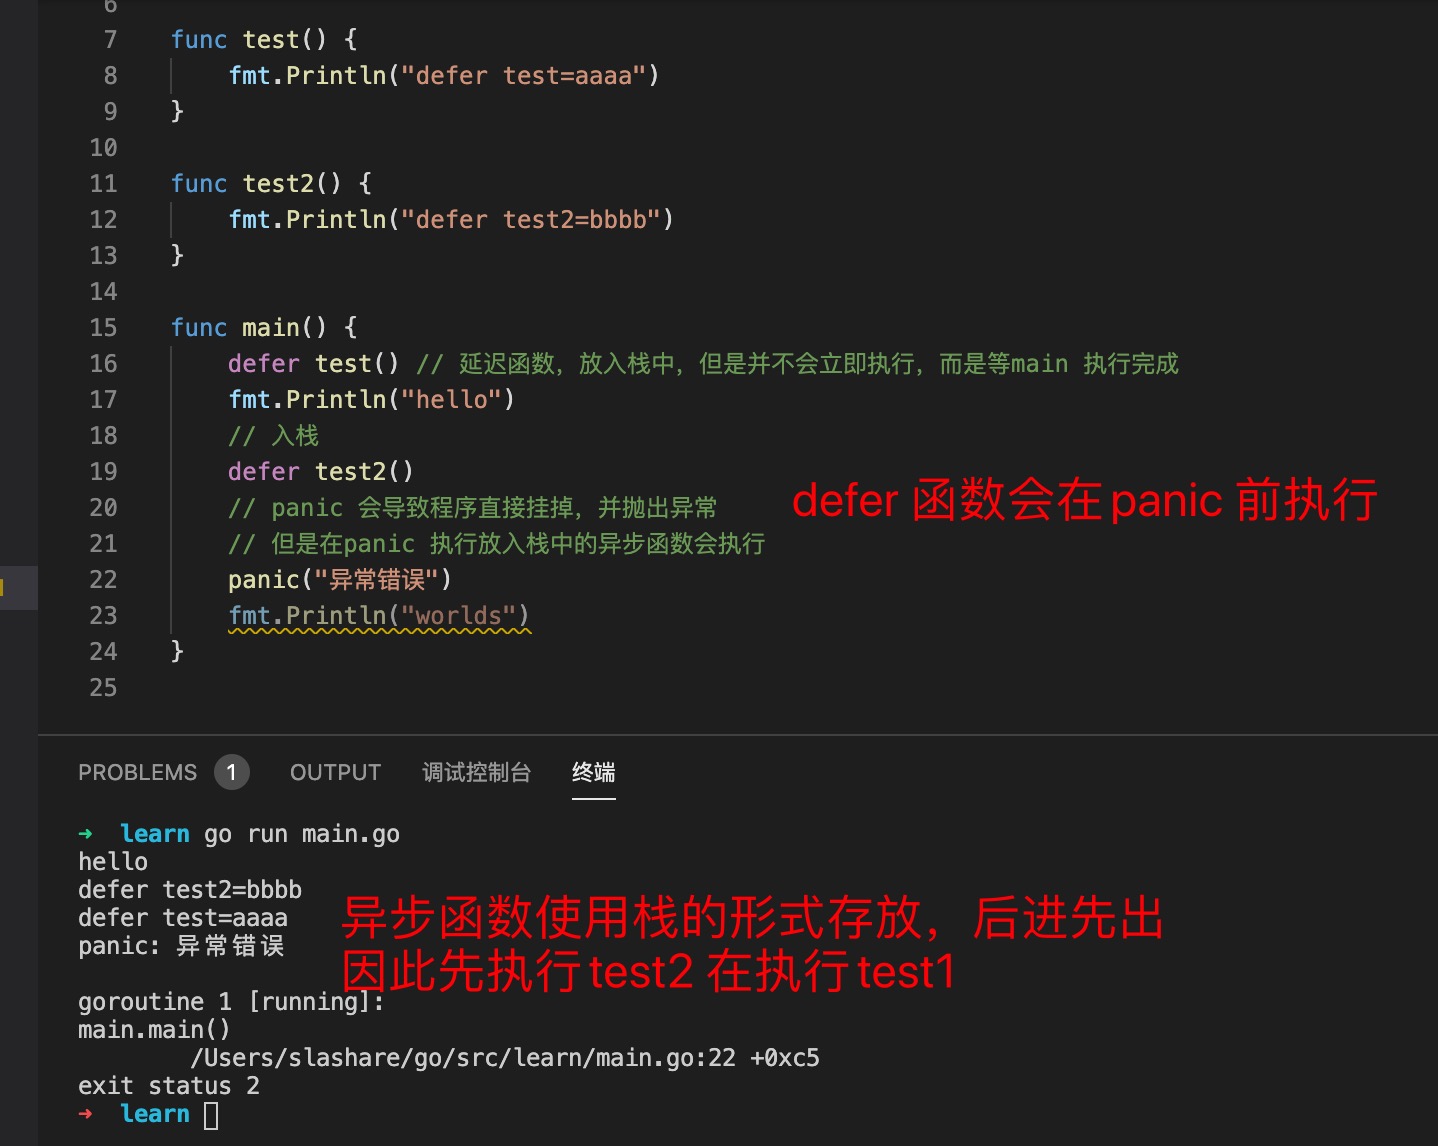 6
7 func test() {
8 fmt.Println("defer test=aaaa")
9 }
10
11 func test2() {
12 fmt.Println("defer test2=bbbb")
13 }
14
15 func main() {
16 defer test() // 延迟函数，放入栈中，但是并不会立即执行，而是等main 执行完成
17 fmt.Println("hello")
18 // 入栈
19 defer test2()
20 // panic 会导致程序直接挂掉，并抛出异常
defer 函数会在panic 前执行
21 // 但是在panic 执行放入栈中的异步函数会执行
22 panic("异常错误")
23 fmt.Println("worlds")
24 }
25
PROBLEMS 1 OUTPUT 调试控制台 终端
→ learn go run main.go
hello
defer test2=bbbb
defer test=aaaa
panic: 异常错误
异步函数使用栈的形式存放，后进先出
因此先执行test2 在执行test1
goroutine 1 [running]:
main.main()
/Users/slashare/go/src/learn/main.go:22 +0xc5
exit status 2
→ learn